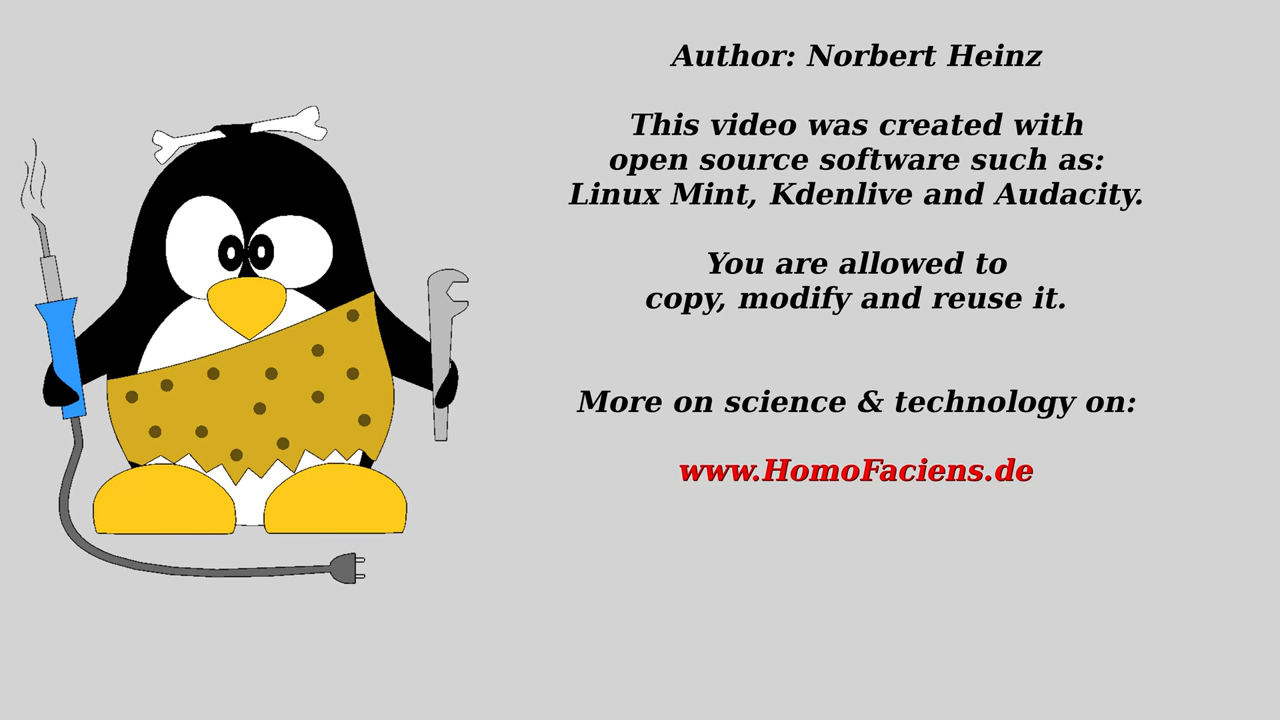 Author: Norbert Heinz
This video was created with
open source software such as:
Linux Mint, Kdenlive and Audacity.
You are allowed to
copy, modify and reuse it.
More on science & technology on:
www.HomoFaciens.de